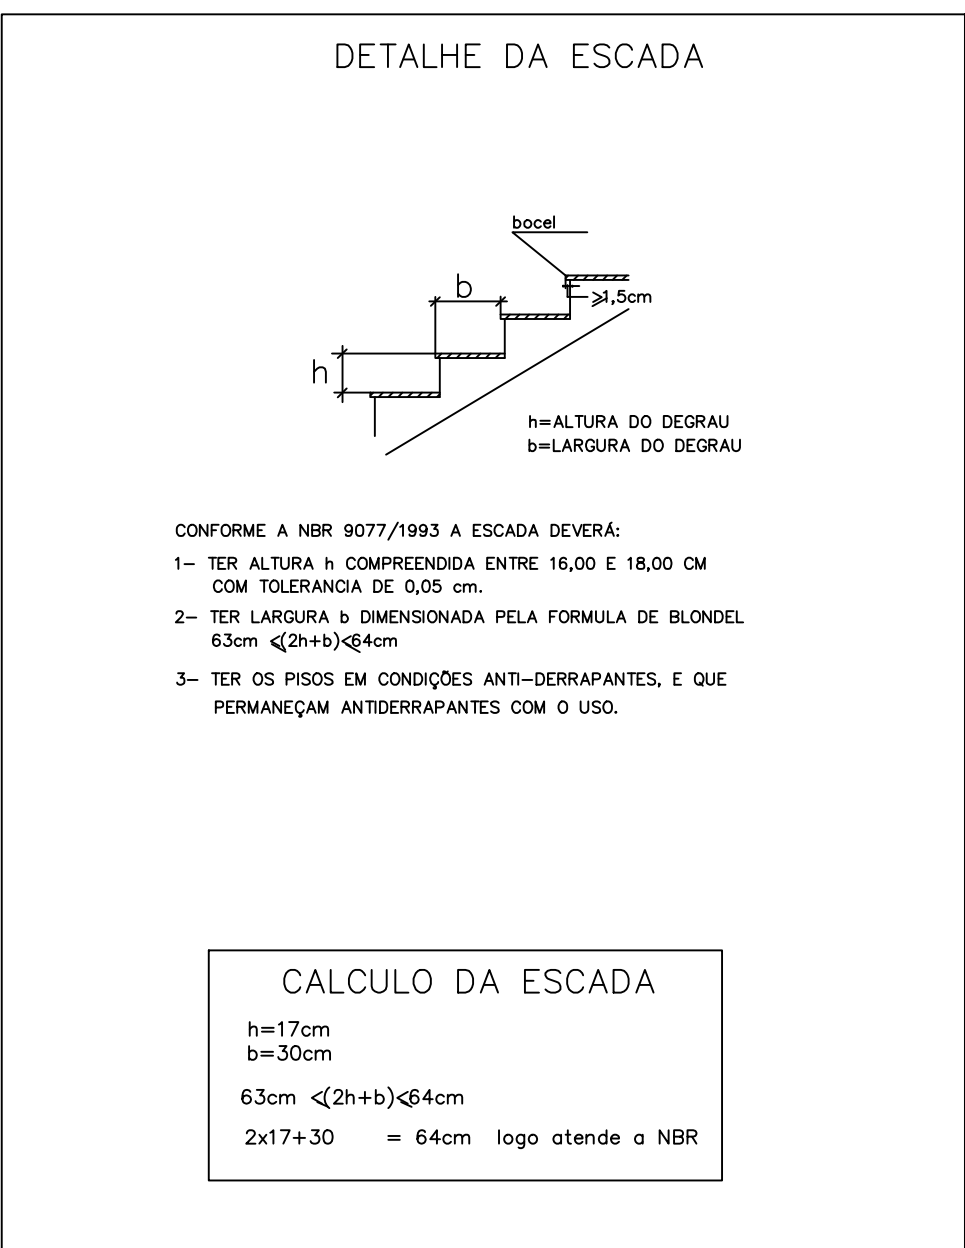 DETALHE DA ESCADA
bocel
b
≥1,5cm
h
h=ALTURA DO DEGRAU
b=LARGURA DO DEGRAU
CONFORME A NBR 9077/1993 A ESCADA DEVERÁ:
1- TER ALTURA h COMPREENDIDA ENTRE 16,00 E 18,00 CM
COM TOLERANCIA DE 0,05 cm.
2- TER LARGURA b DIMENSIONADA PELA FORMULA DE BLONDEL
63cm ≤(2h+b)≤64cm
3- TER OS PISOS EM CONDIÇÕES ANTI-DERRAPANTES, E QUE
PERMANEÇAM ANTIDERRAPANTES COM O USO.
CALCULO DA ESCADA
h=17cm
b=30cm
63cm ≤(2h+b)≤64cm
2x17+30 = 64cm logo atende a NBR